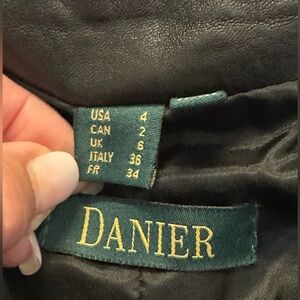 USA 4
CAN 2
UK 6
ITALY 36
FR 34
DANIER